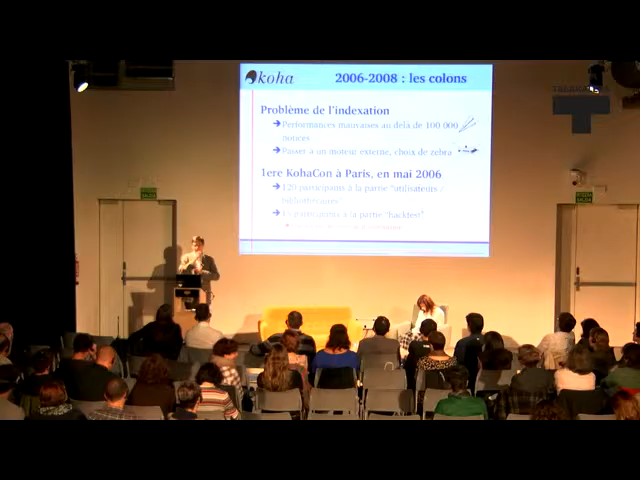 koha
2006-2008 : les colons
Problème de l'indexation
Performances mauvaises au delà de 100 000
notices
Passer à un moteur externe, choix de zebra
1ere KohaCon à Paris, en mai 2006
120 participants à la partie "utilisateurs /
bibliothécaires"
15 participants à la partie "hackfest"
SALIDA
T